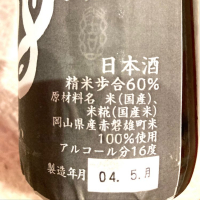 日本酒
精米歩合60%
原材料名 米(国産)、
米糀(国産米)
岡山県産赤磐雄町米
100%使用
アルコール分16度
製造年月 04.5.月